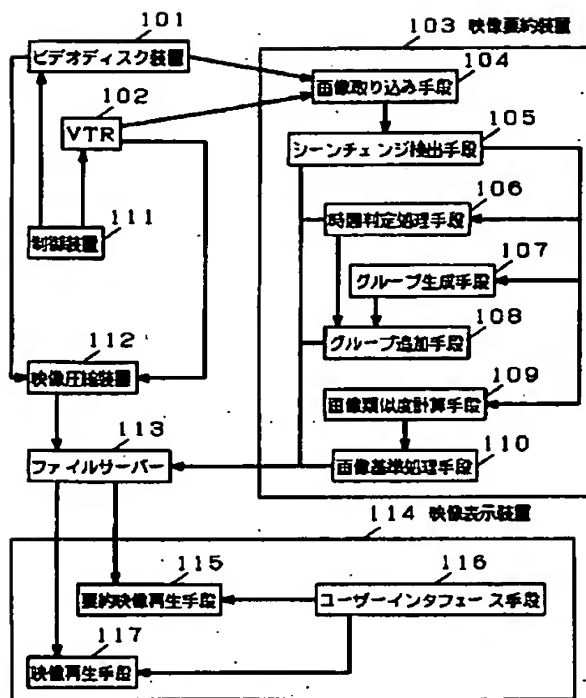 101
ビデオディスク装置
102
VTR
111
制御装置
112
映像圧縮装置
113
ファイルサーバー
103 映像要約装置
104
画像取り込み手段
105
シーンチェンジ検出手段
106
時間判定処理手段
107
グループ生成手段
108
グループ追加手段
109
画像類似度計算手段
110
画像基準処理手段
114 映像表示装置
115
要約映像再生手段
116
ユーザーインタフェース手段
117
映像再生手段